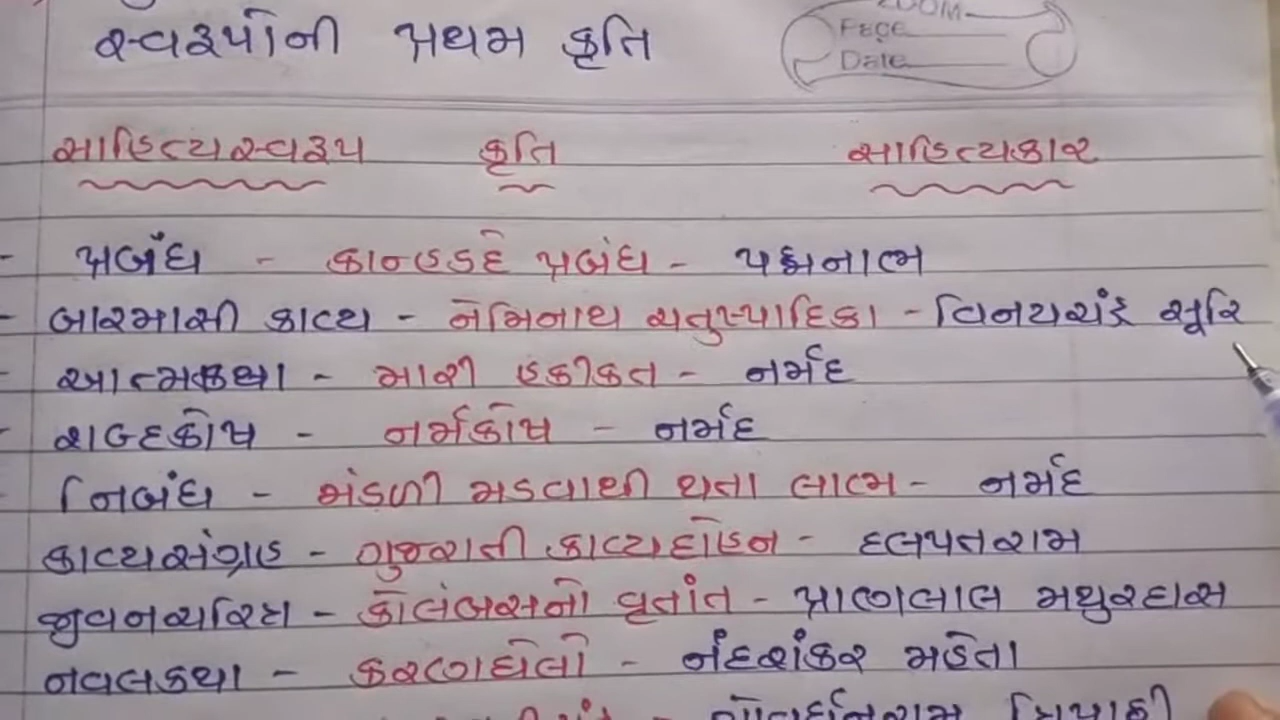 સ્વરૂપોની પ્રથમ કૃતિ
Page
Date
સાહિત્યસ્વરૂપ કૃતિ સાહિત્યકાર
પ્રબંધ - કાન્હડદે પ્રબંધ - પદ્મનાભ
બારમાસી કાવ્ય - નેમિનાથ ચતુષ્પાદિકા - વિનયચંદ્ર સૂરિ
આત્મકથા - મારી હકીકત - નર્મદ
શબ્દકોષ - નર્મકોષ - નર્મદ
નિબંધ - મંડળી મળવાથી થતા લાભ - નર્મદ
કાવ્યસંગ્રહ - ગુજરાતી કાવ્યદોહન - દલપતરામ
જીવનચરિત્ર - કોલંબસનો વૃતાંત - પ્રાણલાલ મથુરદાસ
નવલકથા - કરણઘેલો - નંદશંકર મહેતા
ગોવર્ધનરામ ત્રિપાઠી